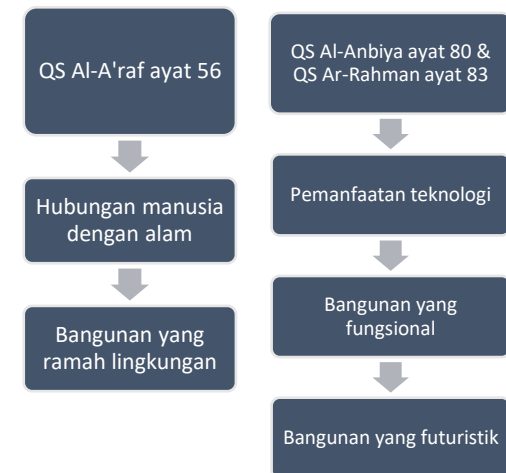 QS Al-A'raf ayat 56
Hubungan manusia
dengan alam
Bangunan yang
ramah lingkungan
QS Al-Anbiya ayat 80 &
QS Ar-Rahman ayat 83
Pemanfaatan teknologi
Bangunan yang
fungsional
Bangunan yang futuristik